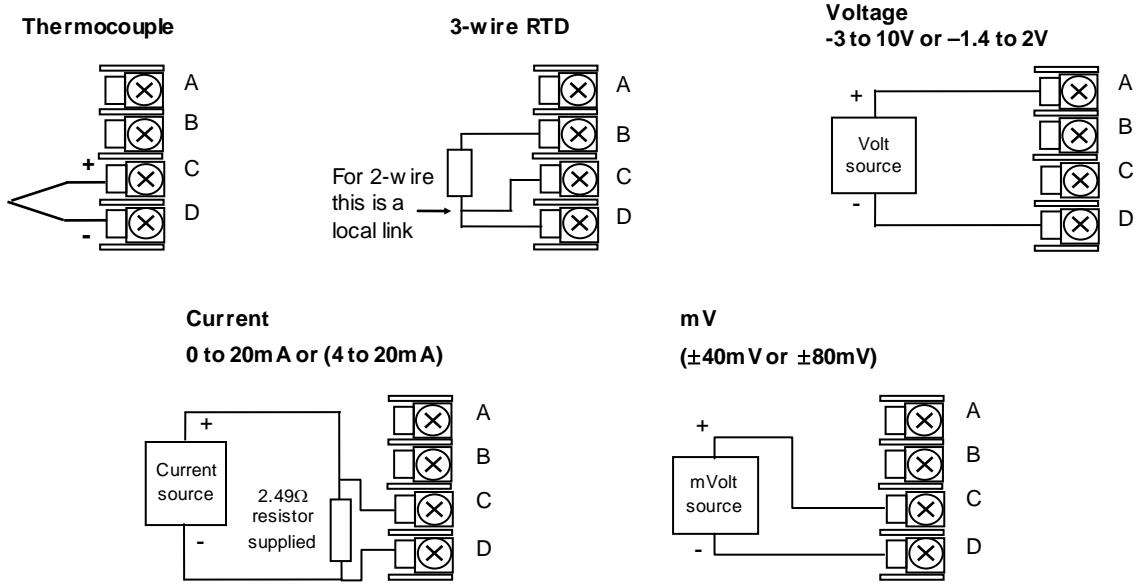 Thermocouple
A
B
+
C
D
-
3-wire RTD
A
B
C
D
For 2-wire
this is a
local link
Voltage
-3 to 10V or –1.4 to 2V
A
+
B
Volt
source
C
-
D
Current
0 to 20mA or (4 to 20mA)
A
+
B
Current
source
2.49Ω
resistor
supplied
C
-
D
mV
(±40mV or ±80mV)
A
+
B
mVolt
source
C
-
D